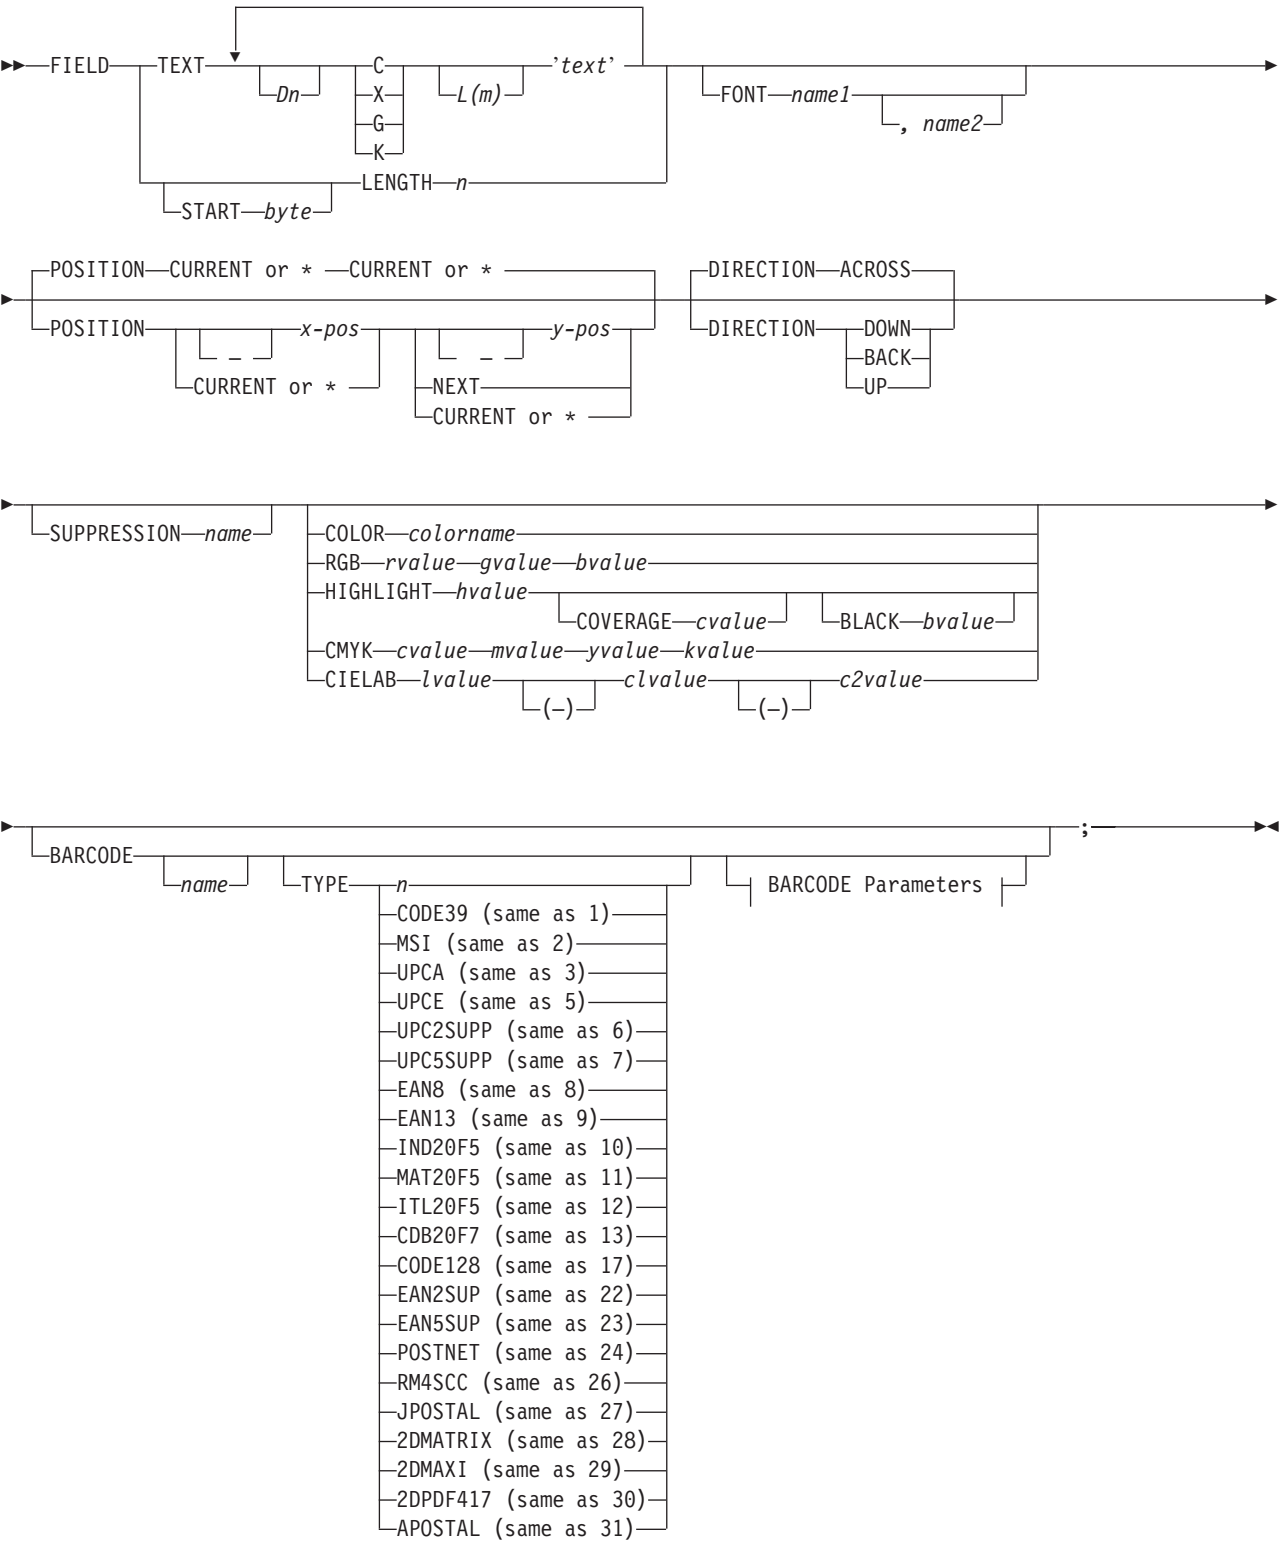 FIELD TEXT Dn C L(m) 'text' FONT name1
X
G
K
, name2
LENGTH n
START byte
POSITION CURRENT or * CURRENT or * DIRECTION ACROSS
POSITION – x-pos – y-pos DIRECTION DOWN
CURRENT or * NEXT BACK
CURRENT or * UP
SUPPRESSION name COLOR colorname
RGB rvalue gvalue bvalue
HIGHLIGHT hvalue COVERAGE cvalue BLACK bvalue
CMYK cvalue mvalue yvalue kvalue
CIELAB lvalue (–) clvalue (–) c2value
;
BARCODE name TYPE n BARCODE Parameters
CODE39 (same as 1)
MSI (same as 2)
UPCA (same as 3)
UPCE (same as 5)
UPC2SUPP (same as 6)
UPC5SUPP (same as 7)
EAN8 (same as 8)
EAN13 (same as 9)
IND20F5 (same as 10)
MAT20F5 (same as 11)
ITL20F5 (same as 12)
CDB20F7 (same as 13)
CODE128 (same as 17)
EAN2SUP (same as 22)
EAN5SUP (same as 23)
POSTNET (same as 24)
RM4SCC (same as 26)
JPOSTAL (same as 27)
2DMATRIX (same as 28)
2DMAXI (same as 29)
2DPDF417 (same as 30)
APOSTAL (same as 31)